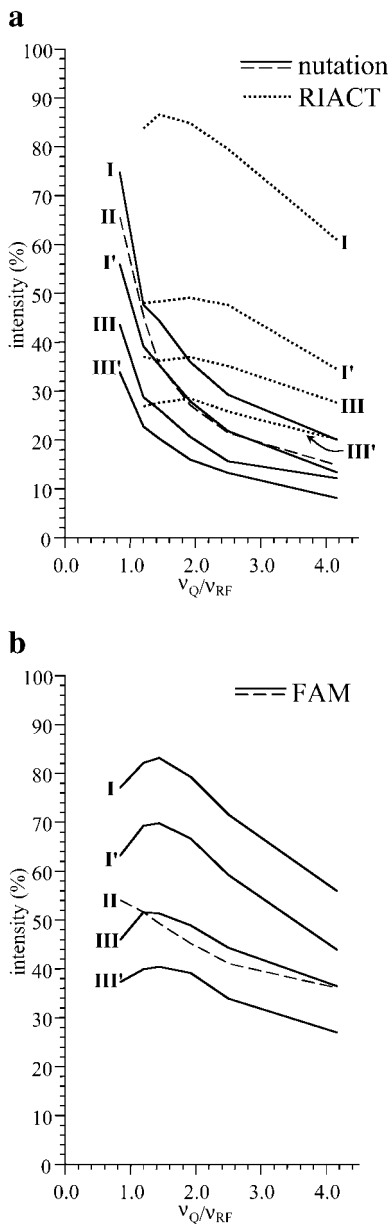 a
100
nutation
RIACT
90
80
I
70
II
I'
60
I
intensity (%)
50
III
40
I'
III'
III
30
20
III'
10
0
0.0 1.0 2.0 3.0 4.0
νQ/νRF
b
100
FAM
90
80
I
70
I'
60
intensity (%)
II
50
III
40
III'
30
20
10
0
0.0 1.0 2.0 3.0 4.0
νQ/νRF